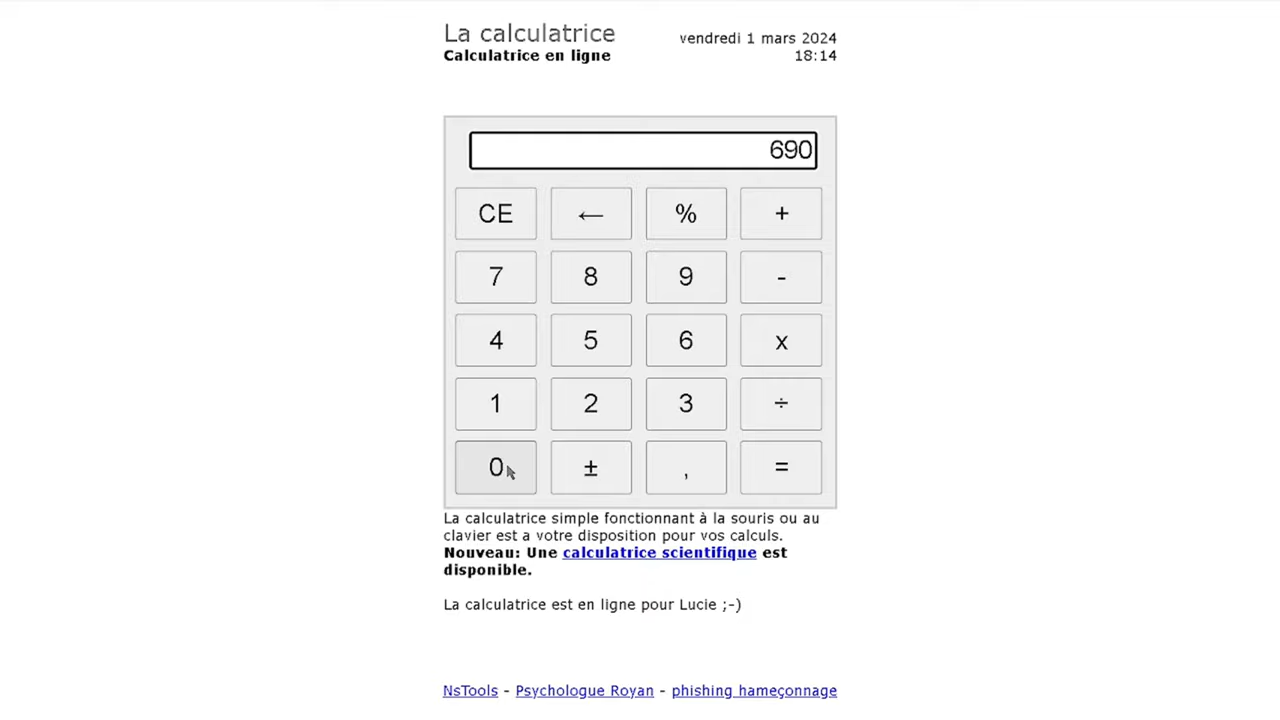 La calculatrice
Calculatrice en ligne
vendredi 1 mars 2024
18:14
690
CE ← % +
7 8 9 -
4 5 6 x
1 2 3 ÷
0 ± , =
La calculatrice simple fonctionnant à la souris ou au
clavier est a votre disposition pour vos calculs.
Nouveau: Une calculatrice scientifique est
disponible.
La calculatrice est en ligne pour Lucie ;-)
NsTools - Psychologue Royan - phishing hameçonnage